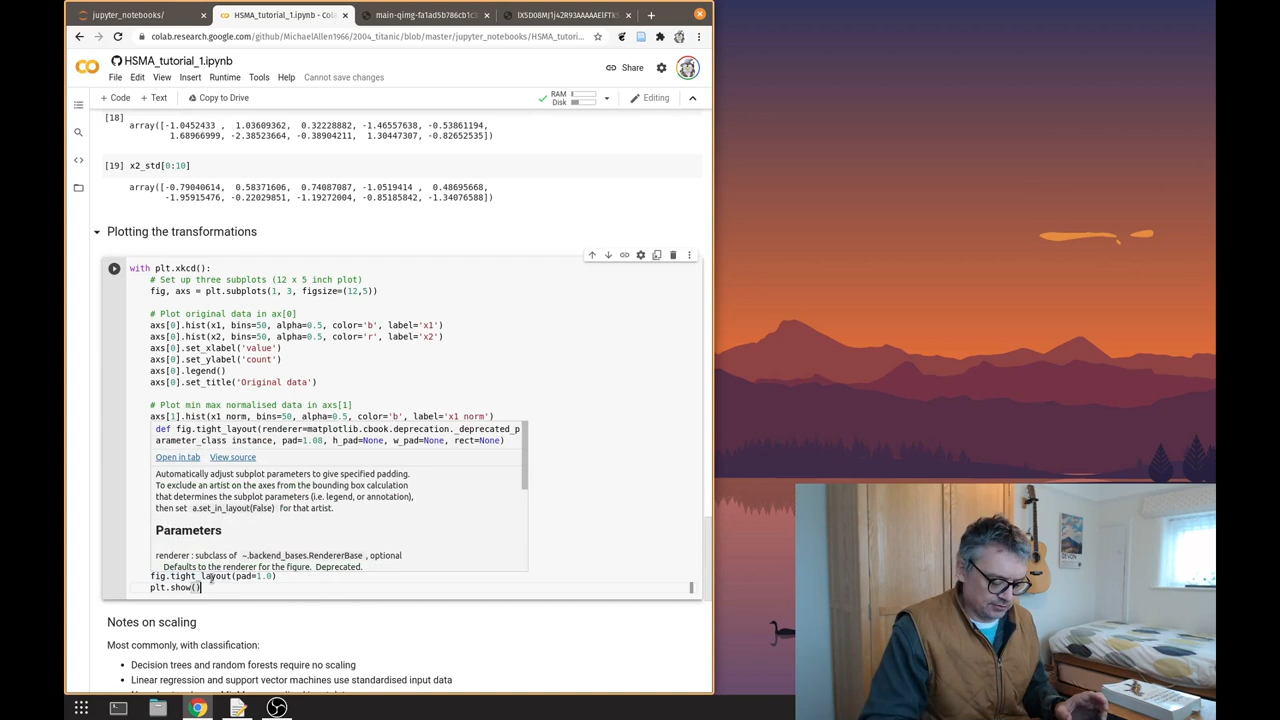 jupyter_notebooks/
HSMA_tutorial_1.ipynb - Cola
main-qimg-fa1ad5b786cb1c2
colab.research.google.com/github/MichaelAllen1966/2004_titanic/blob/master/jupyter_notebooks/HSMA_tutori...
HSMA_tutorial_1.ipynb
Share
File Edit View Insert Runtime Tools Help Cannot save changes
+ Code + Text Copy to Drive
RAM
Disk
Editing
[18]
array([-1.0452433 , 1.03609362, 0.32228882, -1.46557638, -0.53861194,
1.68966999, -2.38523664, -0.38904211, 1.30447307, -0.82652535])
[19] x2_std[0:10]
array([-0.79040614, 0.58371606, 0.74087087, -1.0519414 , 0.48695668,
-1.95915476, -0.22029851, -1.19272004, -0.85185842, -1.34076588])
Plotting the transformations
with plt.xkcd():
# Set up three subplots (12 x 5 inch plot)
fig, axs = plt.subplots(1, 3, figsize=(12,5))
# Plot original data in ax[0]
axs[0].hist(x1, bins=50, alpha=0.5, color='b', label='x1')
axs[0].hist(x2, bins=50, alpha=0.5, color='r', label='x2')
axs[0].set_xlabel('value')
axs[0].set_ylabel('count')
axs[0].legend()
axs[0].set_title('Original data')
# Plot min max normalised data in axs[1]
axs[1].hist(x1 norm, bins=50, alpha=0.5, color='b', label='x1 norm')
def fig.tight_layout(renderer=matplotlib.cbook.deprecation._deprecated_p
arameter_class instance, pad=1.08, h_pad=None, w_pad=None, rect=None)
Open in tab View source
Automatically adjust subplot parameters to give specified padding.
To exclude an artist on the axes from the bounding box calculation
that determines the subplot parameters (i.e. legend, or annotation),
then set a.set_in_layout(False) for that artist.
Parameters
renderer : subclass of ~.backend_bases.RendererBase , optional
Defaults to the renderer for the figure. Deprecated.
fig.tight_layout(pad=1.0)
plt.show()
Notes on scaling
Most commonly, with classification:
Decision trees and random forests require no scaling
Linear regression and support vector machines use standardised input data